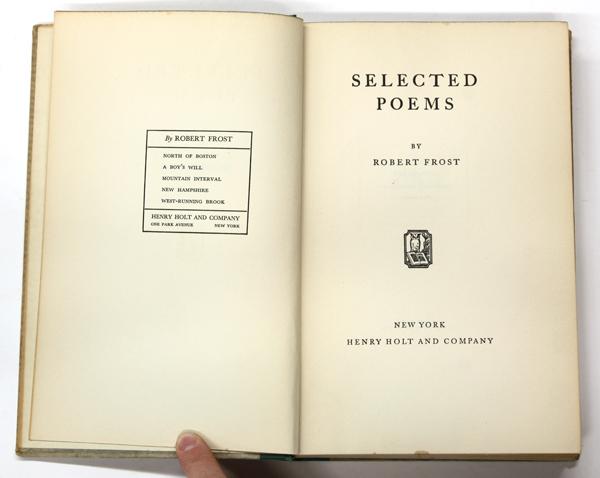 By ROBERT FROST
NORTH OF BOSTON
A BOY'S WILL
MOUNTAIN INTERVAL
NEW HAMPSHIRE
WEST-RUNNING BROOK
HENRY HOLT AND COMPANY
ONE PARK AVENUE NEW YORK
SELECTED
POEMS
BY
ROBERT FROST
NEW YORK
HENRY HOLT AND COMPANY